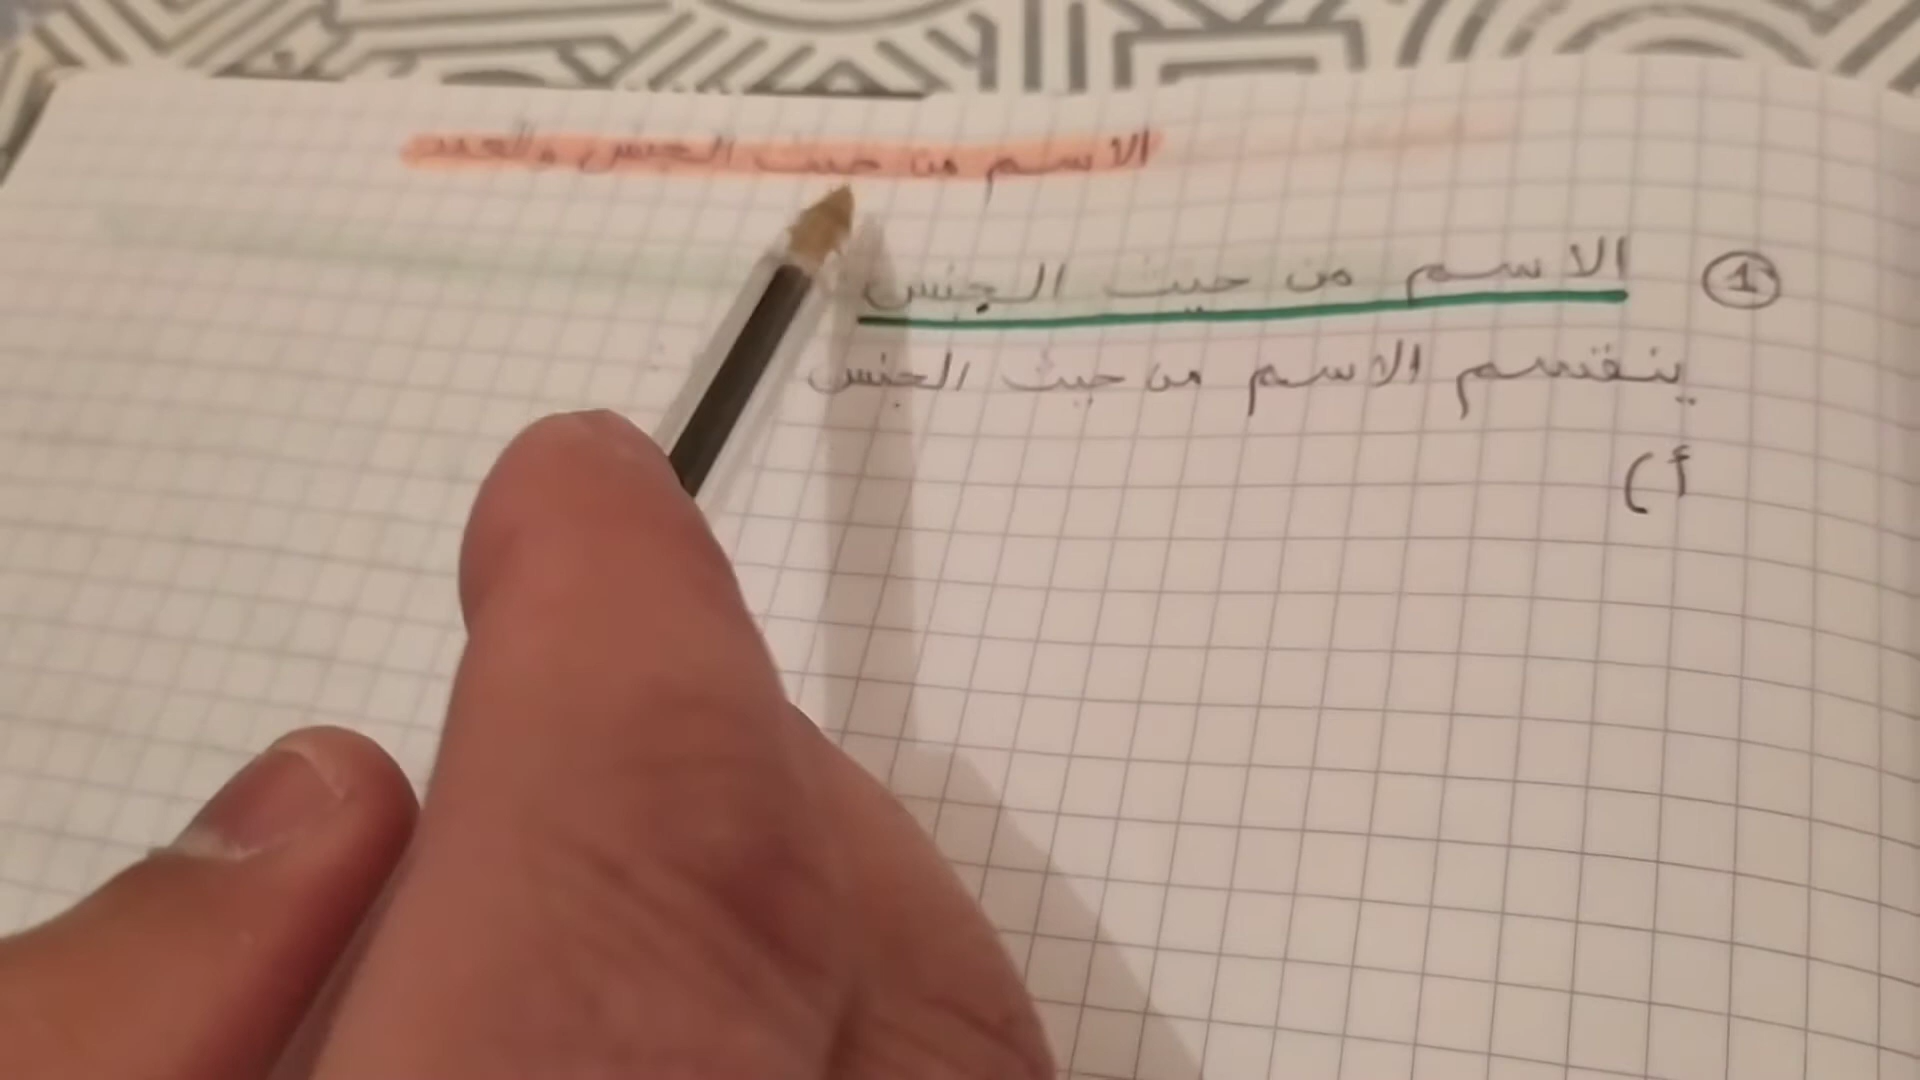 الاسم من حيث الجنس والعدد
① الاسم من حيث الجنس
ينقسم الاسم من حيث الجنس
أ)